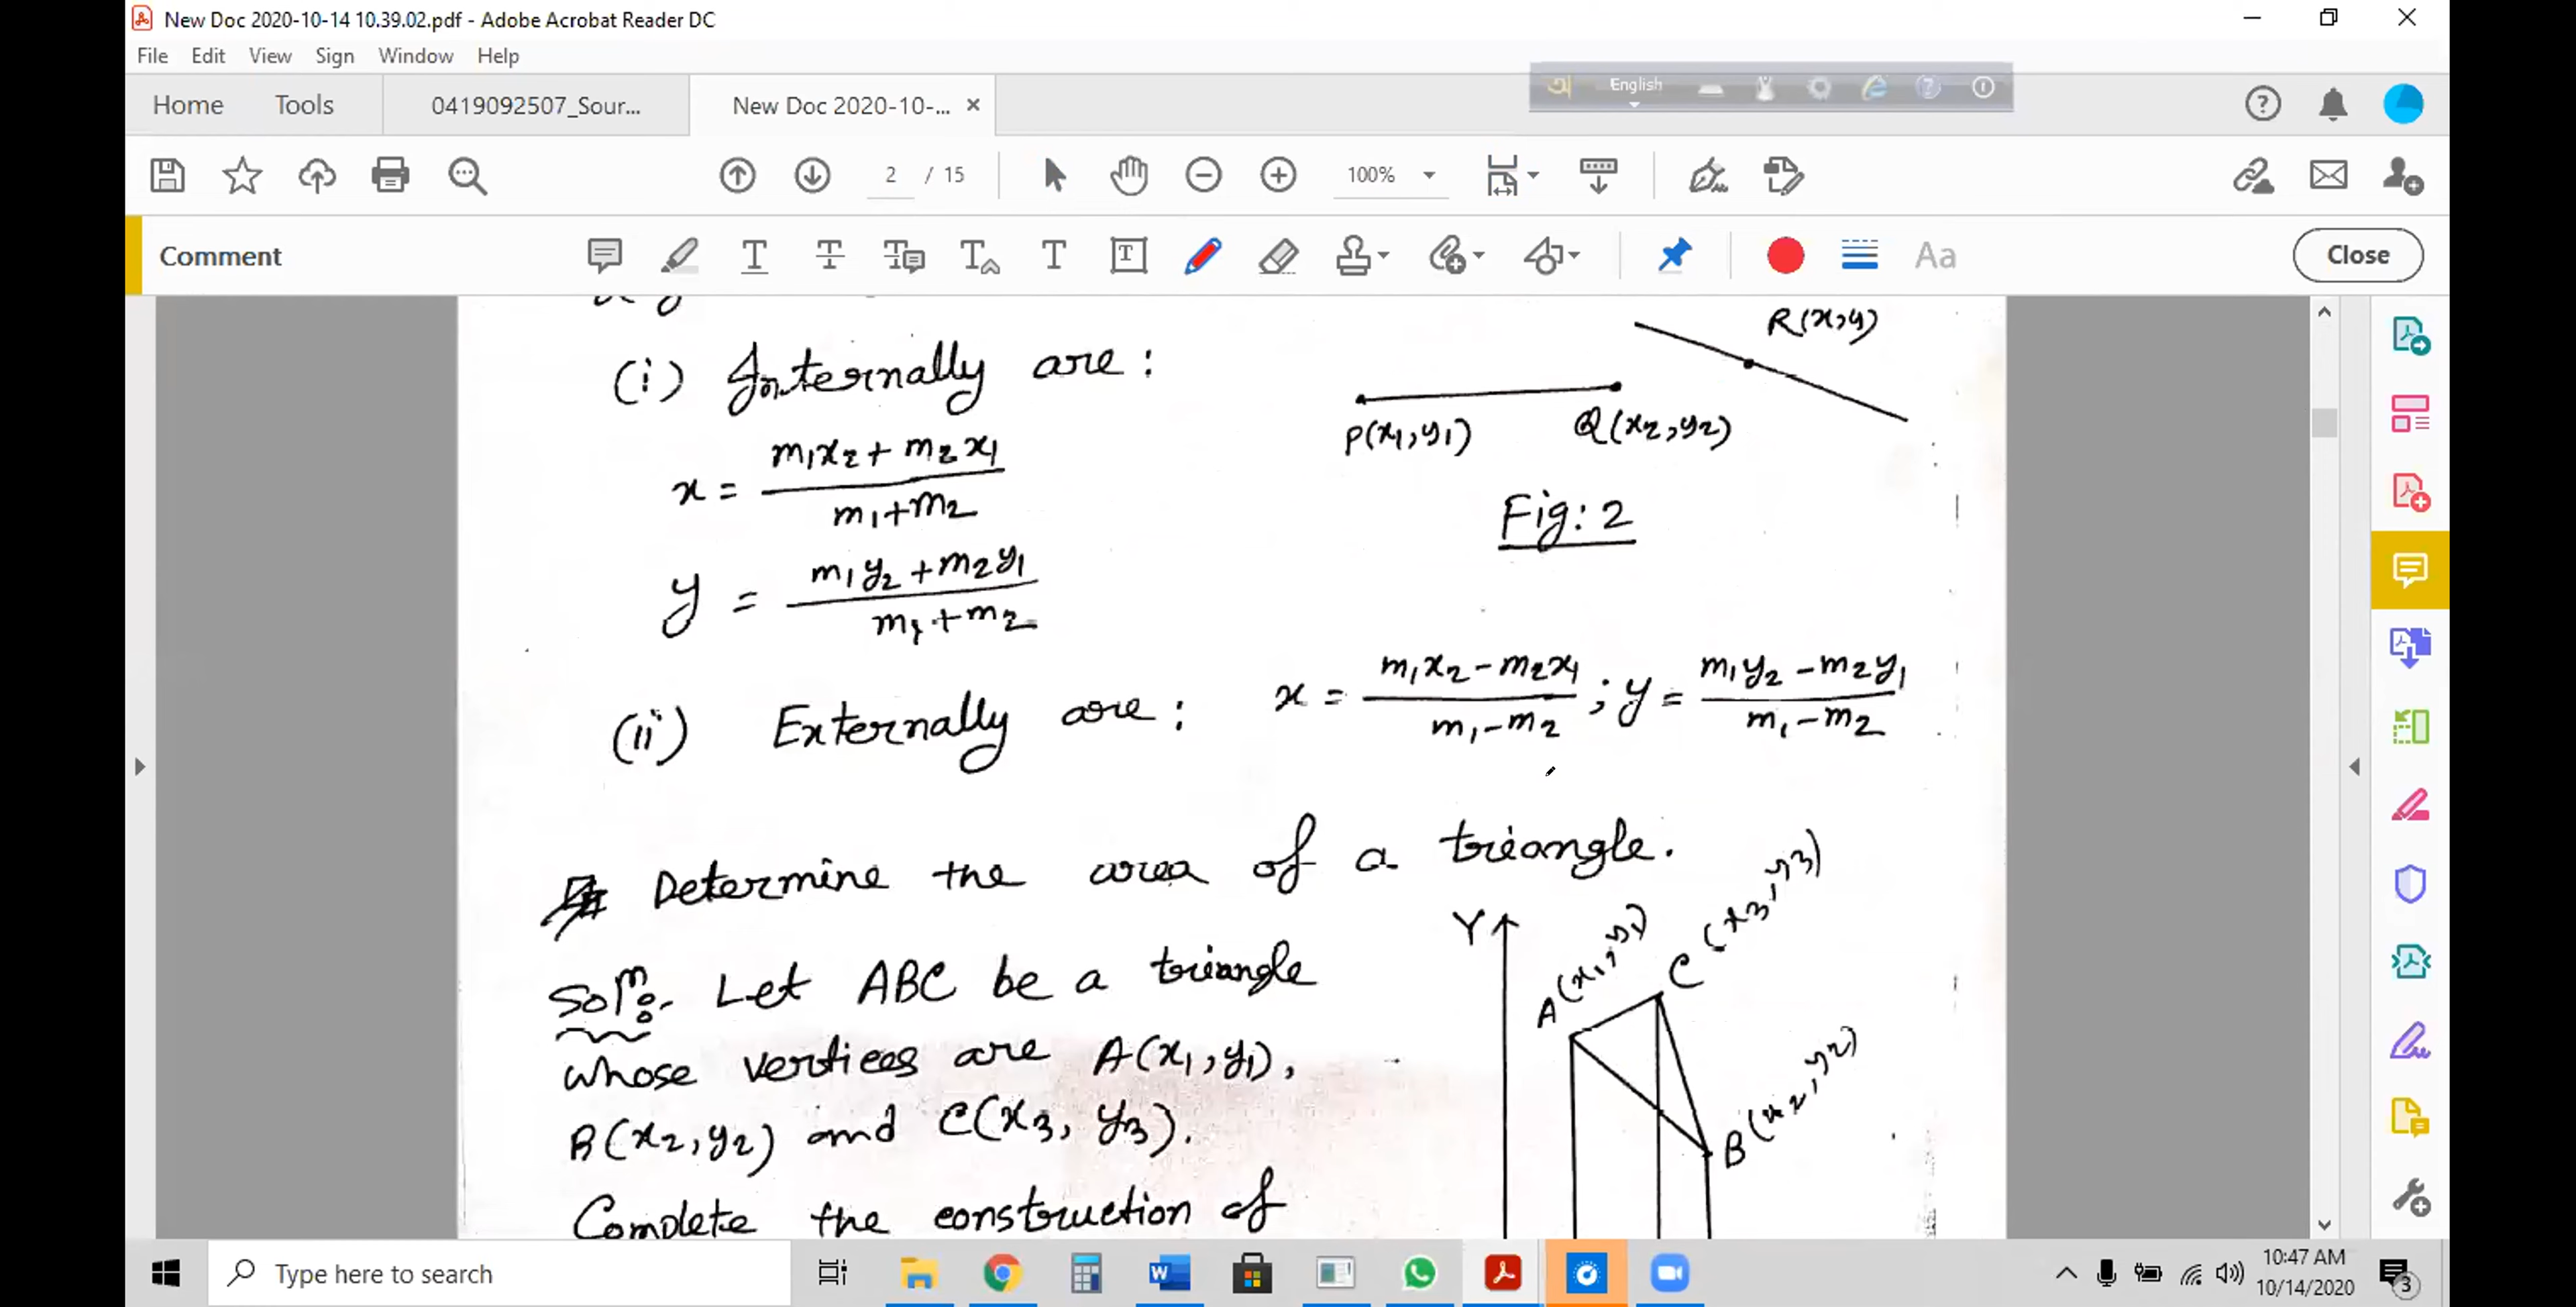 New Doc 2020-10-14 10.39.02.pdf - Adobe Acrobat Reader DC
File Edit View Sign Window Help
English
Home Tools 0419092507_Sour... New Doc 2020-10-... ×
2 / 15 100%
Comment Close
Aa
R(x,y)
(i) Internally are:
P(x1,y1) Q(x2,y2)
x = (m1x2 + m2x1)/(m1+m2)
Fig: 2
y = (m1y2 + m2y1)/(m1+m2)
(ii) Externally are: x = (m1x2 - m2x1)/(m1-m2) ; y = (m1y2 - m2y1)/(m1-m2)
# Determine the area of a triangle.
Y A(x1,y1) C(x3,y3)
Soln: Let ABC be a triangle
whose vertices are A(x1,y1),
B(x2,y2)
B(x2,y2) and C(x3,y3).
Complete the construction of
Type here to search
10:47 AM
10/14/2020
3